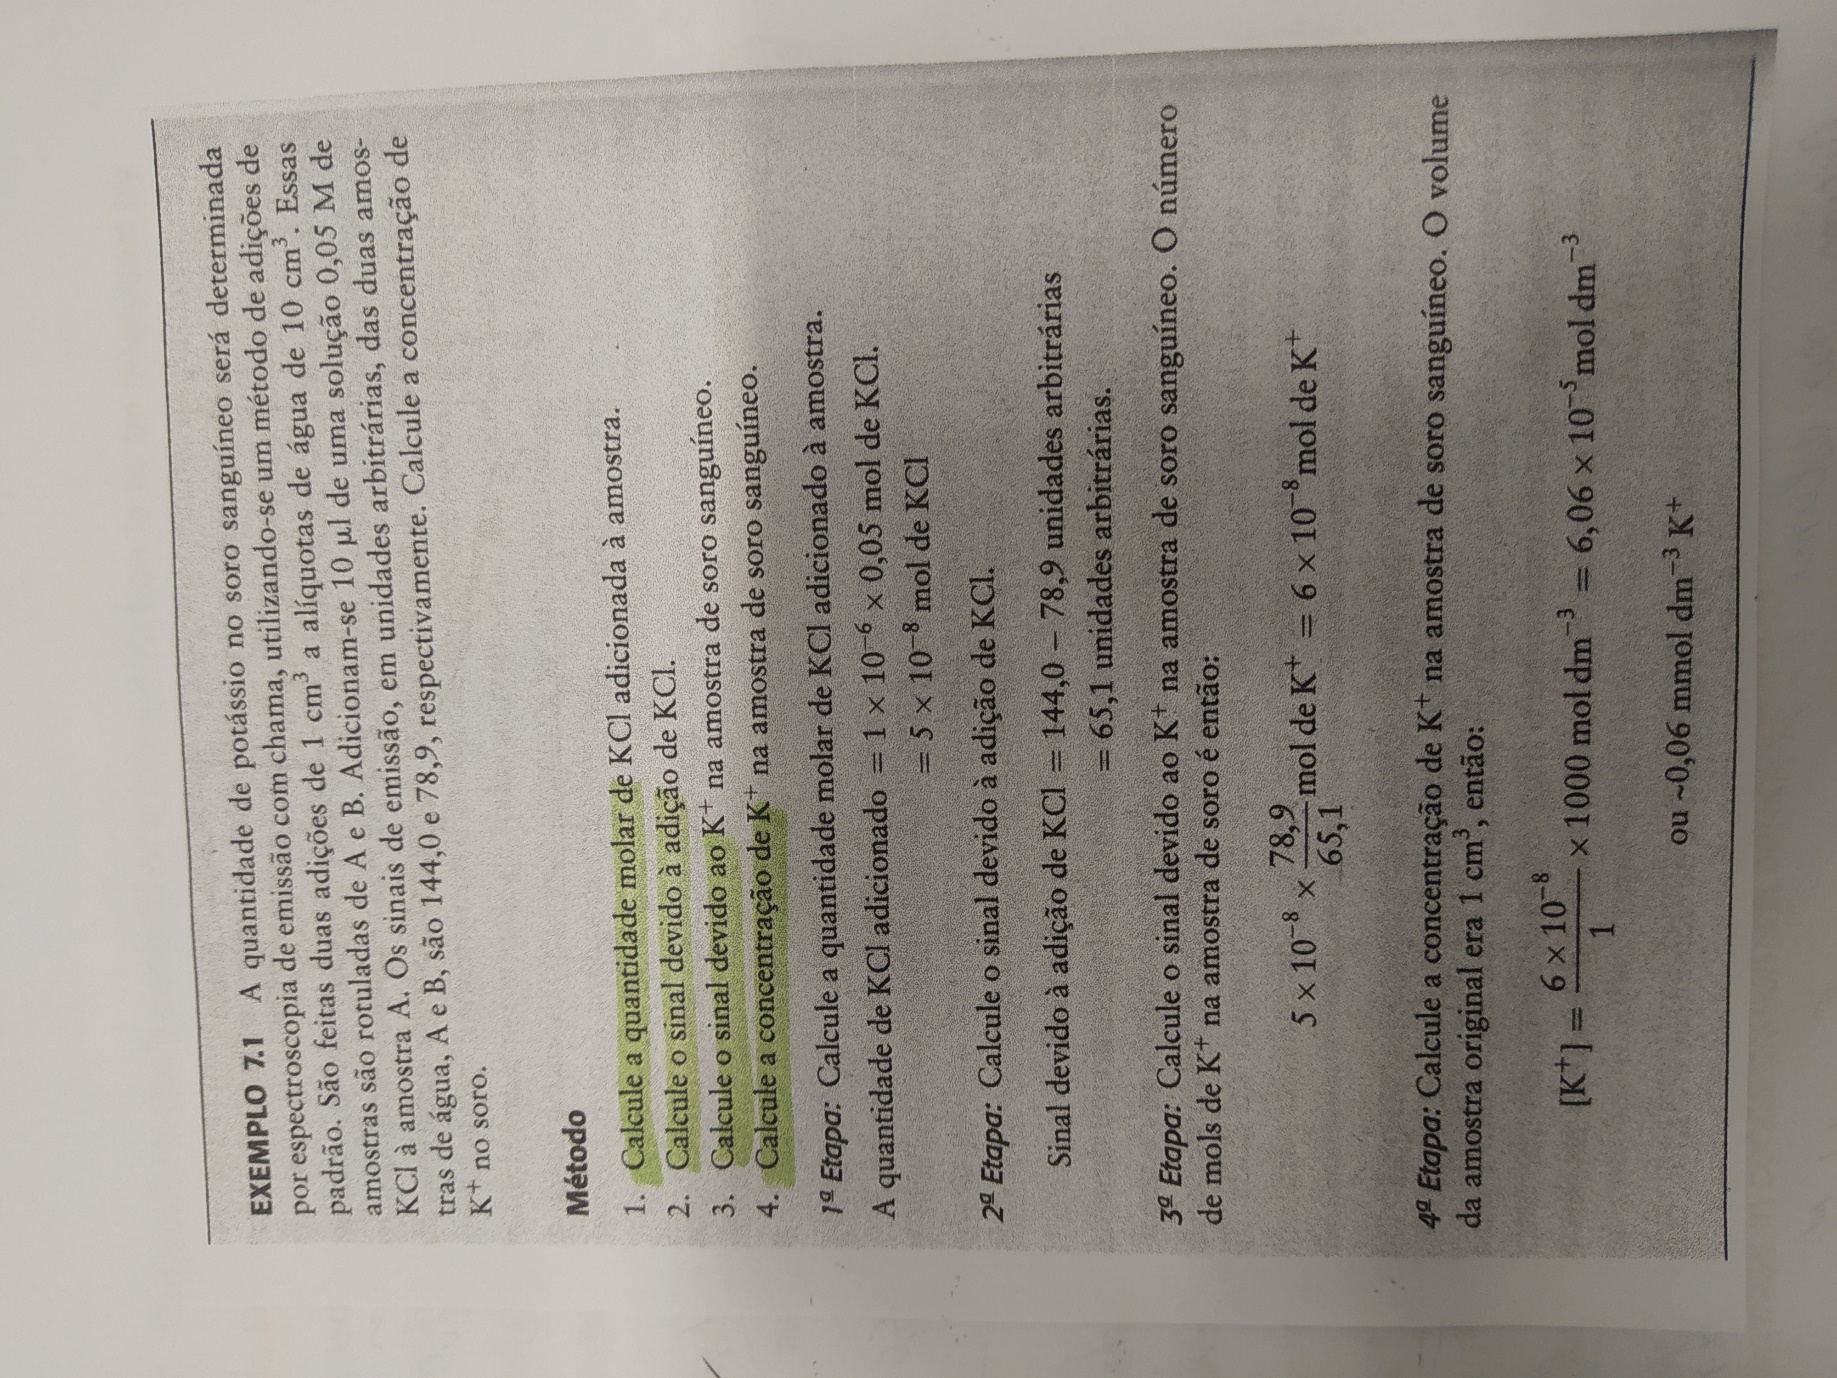 EXEMPLO 7.1 A quantidade de potássio no soro sanguíneo será determinada
por espectroscopia de emissão com chama, utilizando-se um método de adições de
padrão. São feitas duas adições de 1 cm³ a alíquotas de água de 10 cm³. Essas
amostras são rotuladas de A e B. Adicionam-se 10 μl de uma solução 0,05 M de
KCl à amostra A. Os sinais de emissão, em unidades arbitrárias, das duas amos-
tras de água, A e B, são 144,0 e 78,9, respectivamente. Calcule a concentração de
K⁺ no soro.
Método
1. Calcule a quantidade molar de KCl adicionada à amostra.
2. Calcule o sinal devido à adição de KCl.
3. Calcule o sinal devido ao K⁺ na amostra de soro sanguíneo.
4. Calcule a concentração de K⁺ na amostra de soro sanguíneo.
1ª Etapa: Calcule a quantidade molar de KCl adicionado à amostra.
A quantidade de KCl adicionado = 1 × 10⁻⁶ × 0,05 mol de KCl.
= 5 × 10⁻⁸ mol de KCl
2ª Etapa: Calcule o sinal devido à adição de KCl.
Sinal devido à adição de KCl = 144,0 − 78,9 unidades arbitrárias
= 65,1 unidades arbitrárias.
3ª Etapa: Calcule o sinal devido ao K⁺ na amostra de soro sanguíneo. O número
de mols de K⁺ na amostra de soro é então:
5 × 10⁻⁸ × 78,9/65,1 mol de K⁺ = 6 × 10⁻⁸ mol de K⁺
4ª Etapa: Calcule a concentração de K⁺ na amostra de soro sanguíneo. O volume
da amostra original era 1 cm³, então:
[K⁺] = 6 × 10⁻⁸/1 × 1000 mol dm⁻³ = 6,06 × 10⁻⁵ mol dm⁻³
ou ~0,06 mmol dm⁻³ K⁺